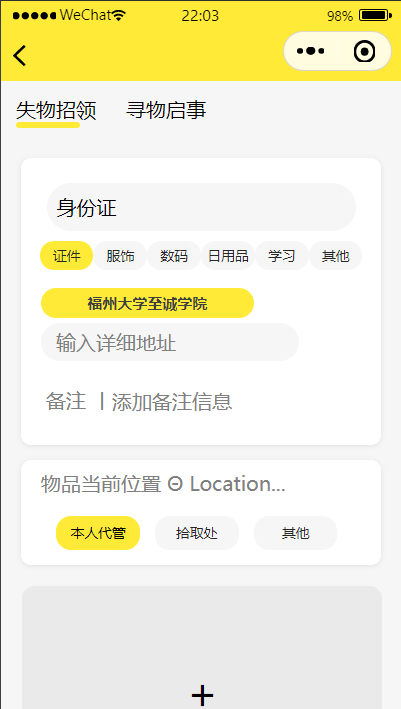 WeChat 22:03 98%
失物招领 寻物启事
身份证
证件 服饰 数码 日用品 学习 其他
福州大学至诚学院
输入详细地址
备注 丨添加备注信息
物品当前位置 Θ Location...
本人代管 拾取处 其他
+